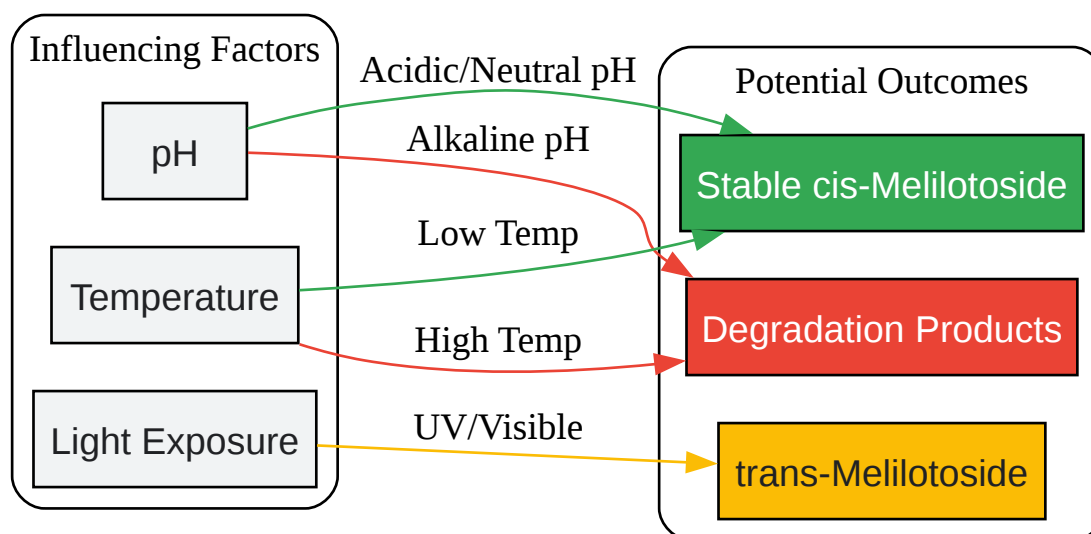 Influencing Factors
pH
Temperature
Light Exposure
Acidic/Neutral pH
Alkaline pH
Low Temp
High Temp
UV/Visible
Potential Outcomes
Stable cis-Melilotoside
Degradation Products
trans-Melilotoside